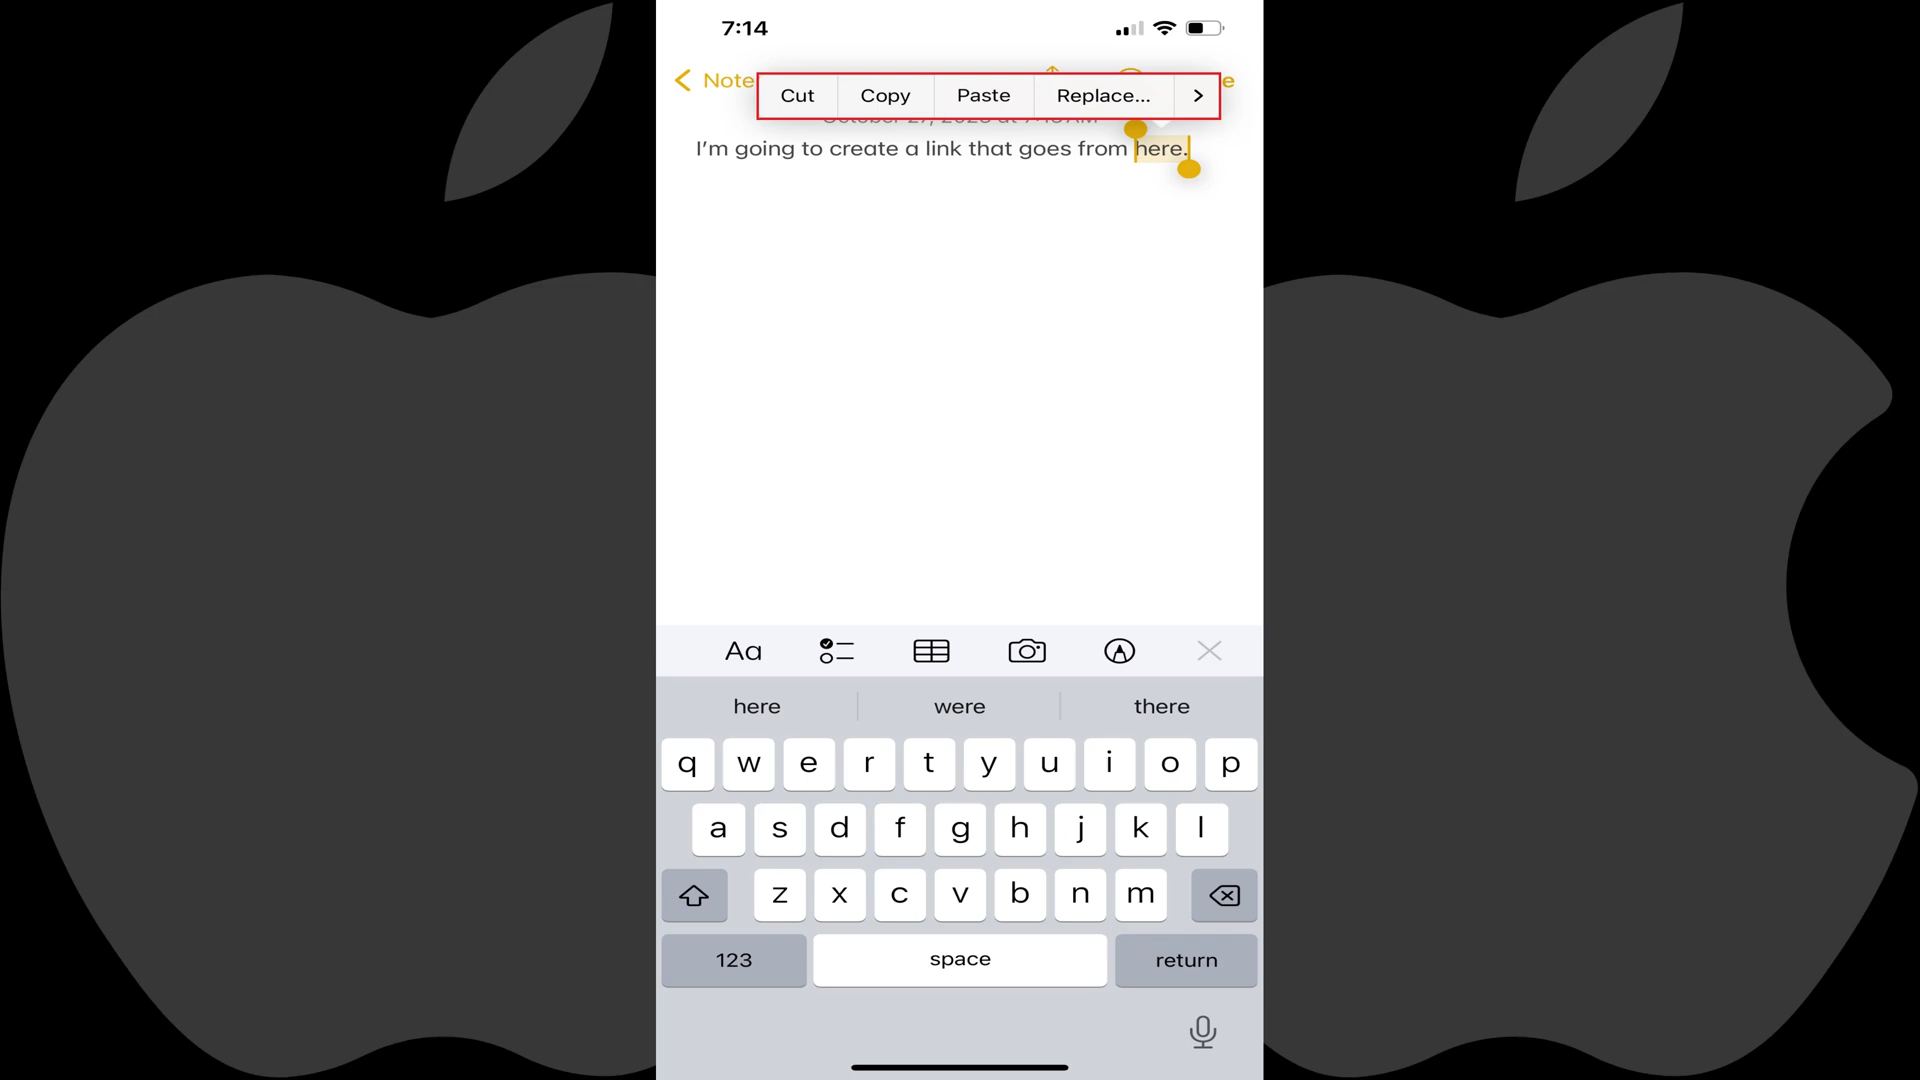 7:14
Note
e
Cut Copy Paste Replace...
I'm going to create a link that goes from here.
Aa
here were there
q w e r t y u i o p
a s d f g h j k l
z x c v b n m
123 space return